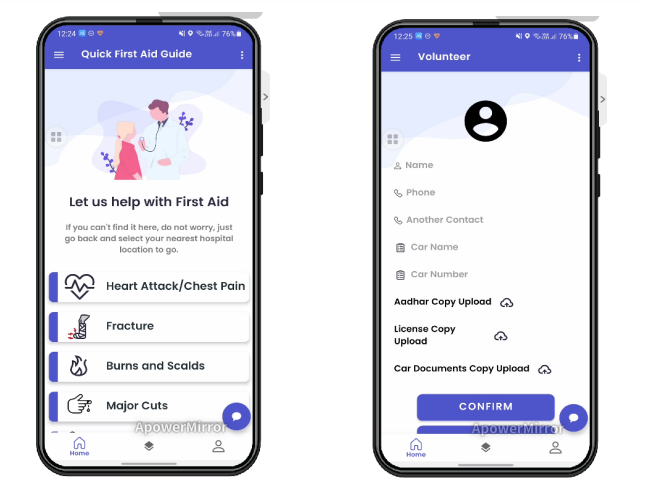 12:24
76%
Quick First Aid Guide
Let us help with First Aid
If you can't find it here, do not worry, just
go back and select your nearest hospital
location to go.
Heart Attack/Chest Pain
Fracture
Burns and Scalds
Major Cuts
ApowerMirror
Home
12:25
76%
Volunteer
Name
Phone
Another Contact
Car Name
Car Number
Aadhar Copy Upload
License Copy
Upload
Car Documents Copy Upload
CONFIRM
ApowerMirror
Home